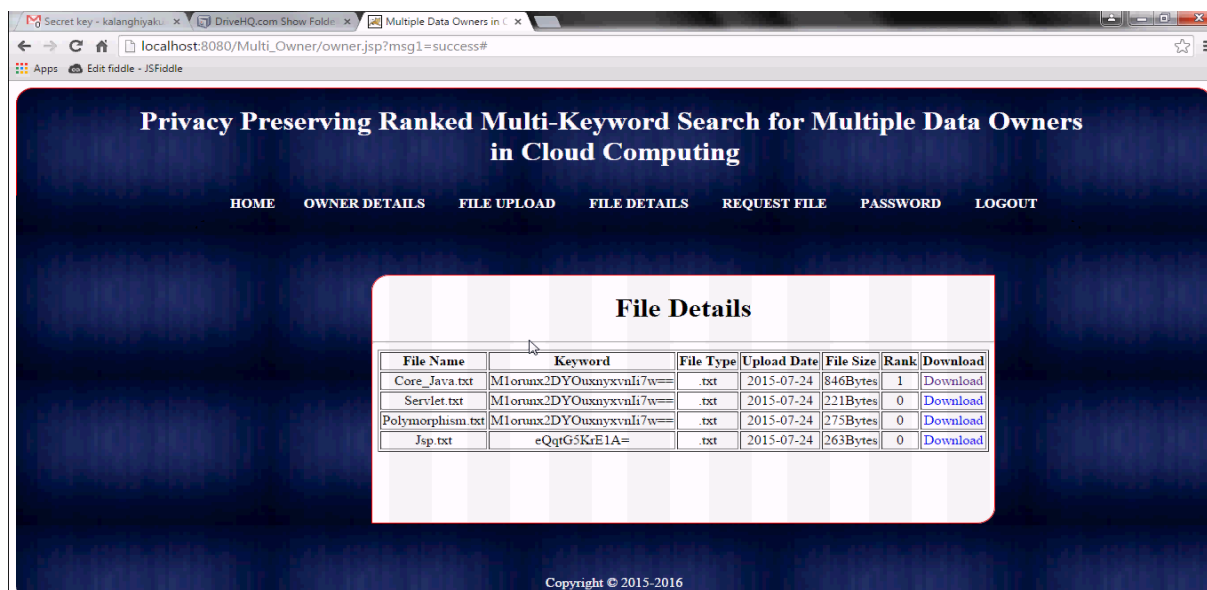 Secret key - kalanghiyaku
DriveHQ.com Show Folde
Multiple Data Owners in C
localhost:8080/Multi_Owner/owner.jsp?msg1=success#
Apps Edit fiddle - JSFiddle
Privacy Preserving Ranked Multi-Keyword Search for Multiple Data Owners
in Cloud Computing
HOME OWNER DETAILS FILE UPLOAD FILE DETAILS REQUEST FILE PASSWORD LOGOUT
File Details
File Name Keyword File Type Upload Date File Size Rank Download
Core_Java.txt M1orunx2DYOuxnyxvnIi7w== .txt 2015-07-24 846Bytes 1 Download
Servlet.txt M1orunx2DYOuxnyxvnIi7w== .txt 2015-07-24 221Bytes 0 Download
Polymorphism.txt M1orunx2DYOuxnyxvnIi7w== .txt 2015-07-24 275Bytes 0 Download
Jsp.txt eQqtG5KrE1A= .txt 2015-07-24 263Bytes 0 Download
Copyright © 2015-2016